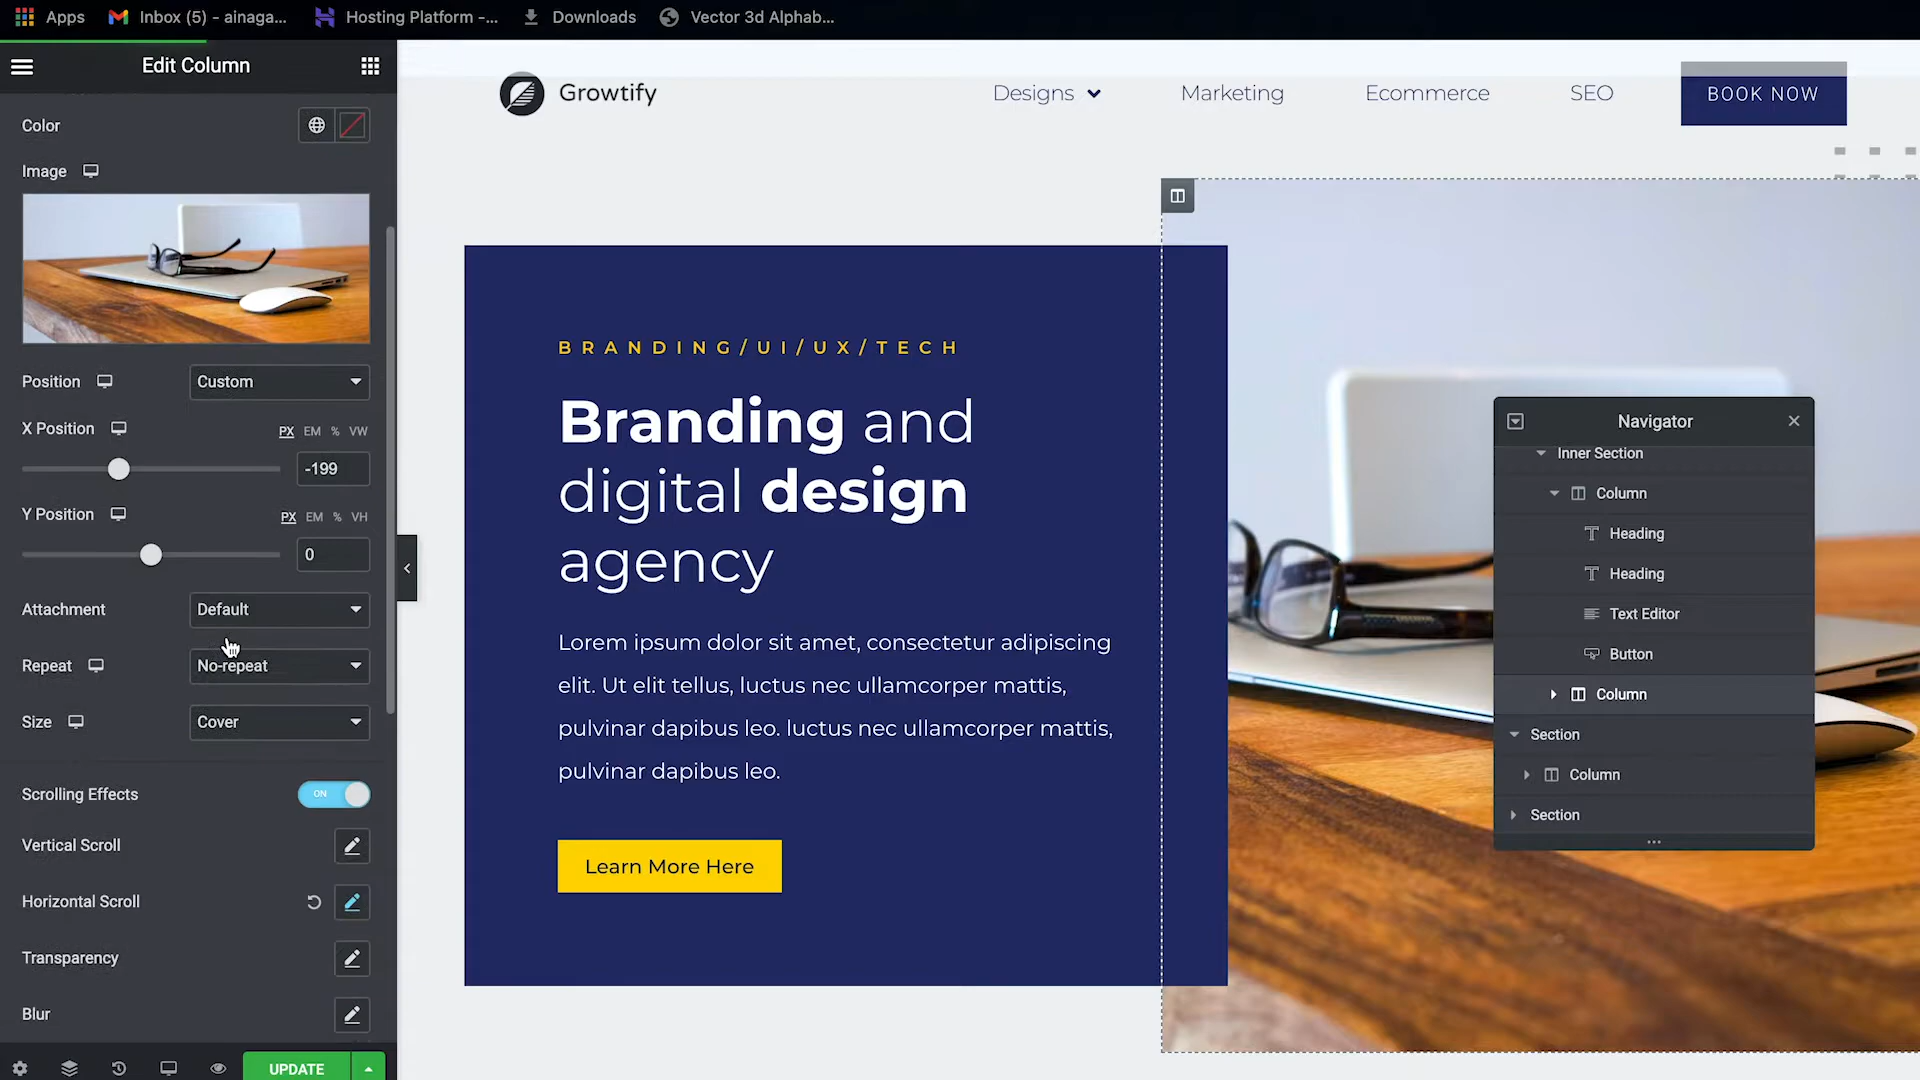 Apps
Inbox (5) - ainaga...
Hosting Platform -...
Downloads
Vector 3d Alphab...
Edit Column
Color
Image
Position
Custom
X Position
PX EM % VW
-199
Y Position
PX EM % VH
0
Attachment
Default
Repeat
No-repeat
Size
Cover
Scrolling Effects
ON
Vertical Scroll
Horizontal Scroll
Transparency
Blur
UPDATE
Growtify
Designs
Marketing
Ecommerce
SEO
BOOK NOW
BRANDING/UI/UX/TECH
Branding and
digital design
agency
Lorem ipsum dolor sit amet, consectetur adipiscing
elit. Ut elit tellus, luctus nec ullamcorper mattis,
pulvinar dapibus leo. luctus nec ullamcorper mattis,
pulvinar dapibus leo.
Learn More Here
Navigator
Inner Section
Column
Heading
Heading
Text Editor
Button
Column
Section
Column
Section